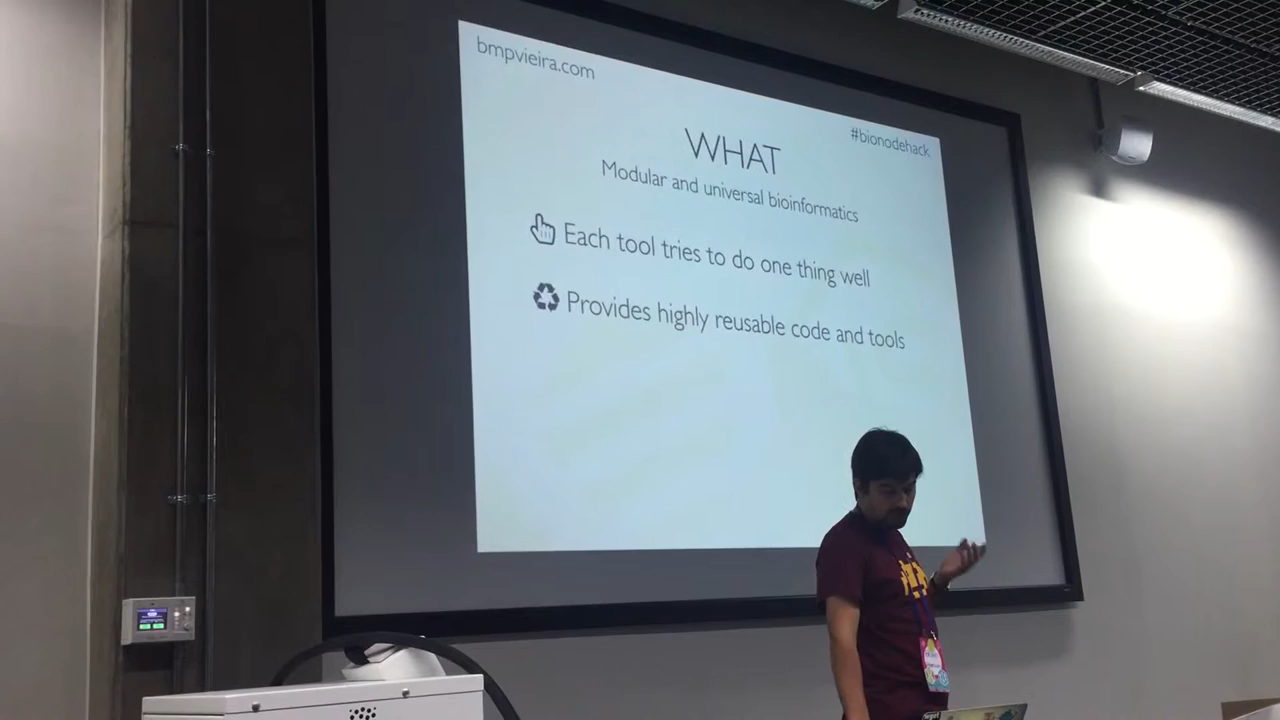 bmpvieira.com
#bionodehack
WHAT
Modular and universal bioinformatics
Each tool tries to do one thing well
Provides highly reusable code and tools